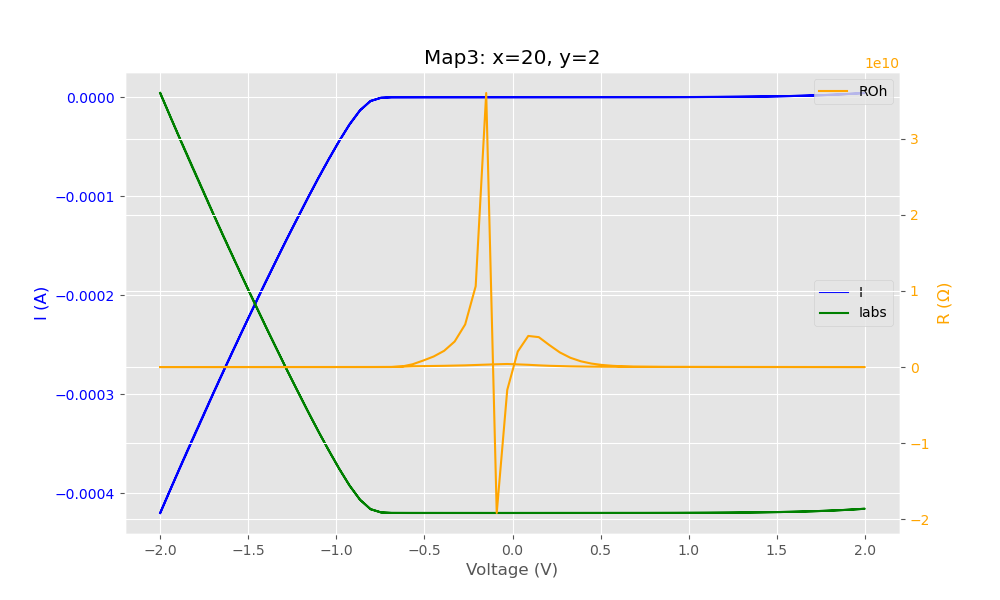 Map3: x=20, y=2
1e10
0.0000
−0.0001
−0.0002
−0.0003
−0.0004
I (A)
ROh
I
Iabs
3
2
1
0
−1
−2
R (Ω)
−2.0
−1.5
−1.0
−0.5
0.0
0.5
1.0
1.5
2.0
Voltage (V)